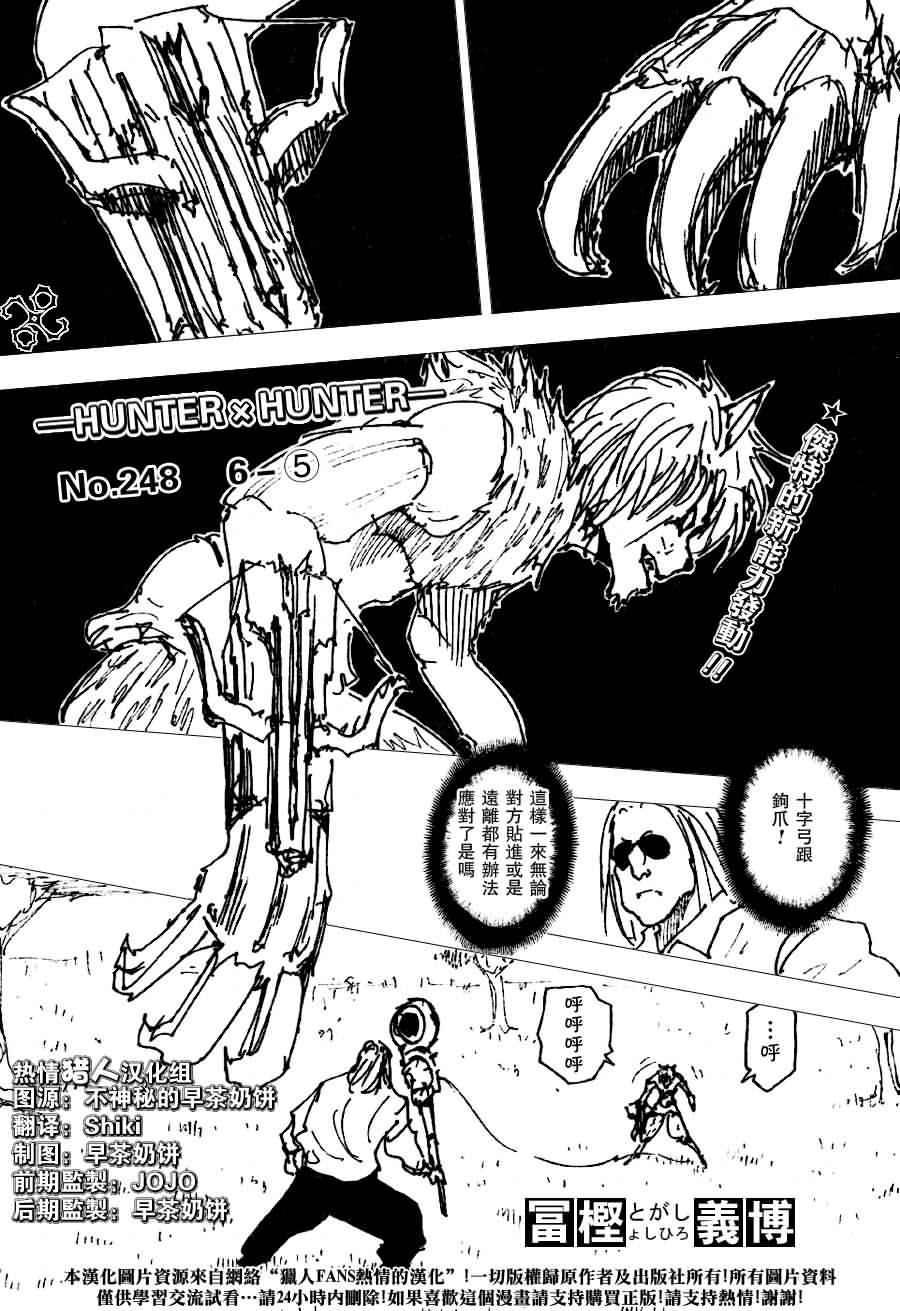 HUNTER×HUNTER
No.248 6-⑤
☆傑特的新能力發動!!
十字弓跟
鉤爪!
這樣一來無論
對方貼進或是
遠離都有辦法
應對了是嗎
…呼
呼呼呼呼
热情猎人汉化组
图源:不神秘的早茶奶饼
翻译:Shiki
制图:早茶奶饼
前期監製:JOJO
后期監製:早茶奶饼
冨樫義博
とがし
よしひろ
本漢化圖片資源來自網絡“獵人FANS熱情的漢化”!一切版權歸原作者及出版社所有!所有圖片資料
僅供學習交流試看…請24小時内刪除!如果喜歡這個漫畫請支持購買正版!請支持熱情!謝謝!